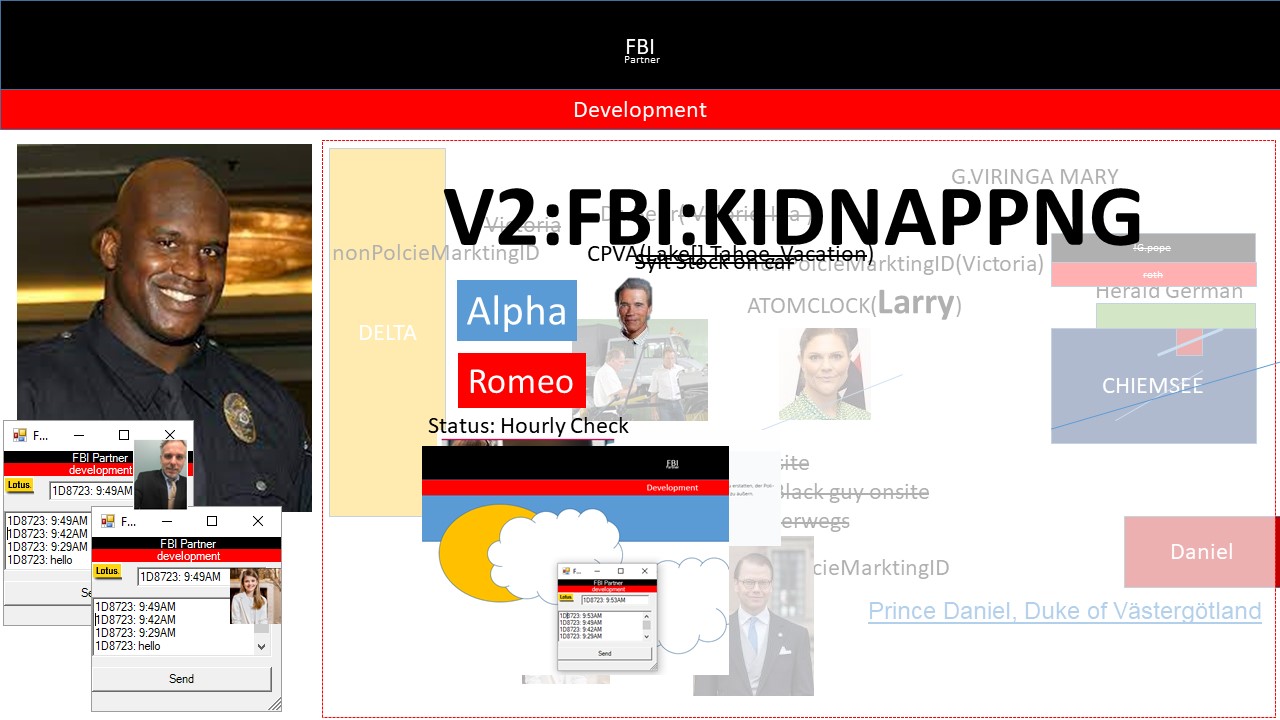 FBI
Partner
Development
G.VIRINGA MARY
V2:FBI:KIDNAPPNG
Victoria
nonPolcieMarktingID
CPVA(Lake[] Tahoe, Vacation)
Syft Stock on Car
nonPolcieMarktingID(Victoria)
!G.pope
roth
Herald German
ATOMCLOCK(Larry)
Alpha
DELTA
Romeo
CHIEMSEE
Status: Hourly Check
F...
FBI Partner
development
Lotus.
1D8723: 9:49AM
1D8723: 9:49AM
1D8723: 9:42AM
1D8723: 9:29AM
1D8723: hello
Se
F...
FBI Partner
development
Lotus.
1D8723: 9:49AM
1D8723: 9:49AM
1D8723: 9:42AM
1D8723: 9:29AM
1D8723: hello
Send
FBI
Development
site
Black guy onsite
erwegs
cieMarktingID
Daniel
Prince Daniel, Duke of Västergötland
F...
FBI Partner
development
Lotus
1D8723: 9:53AM
1D8723: 9:53AM
1D8723: 9:49AM
1D8723: 9:42AM
1D8723: 9:29AM
Send